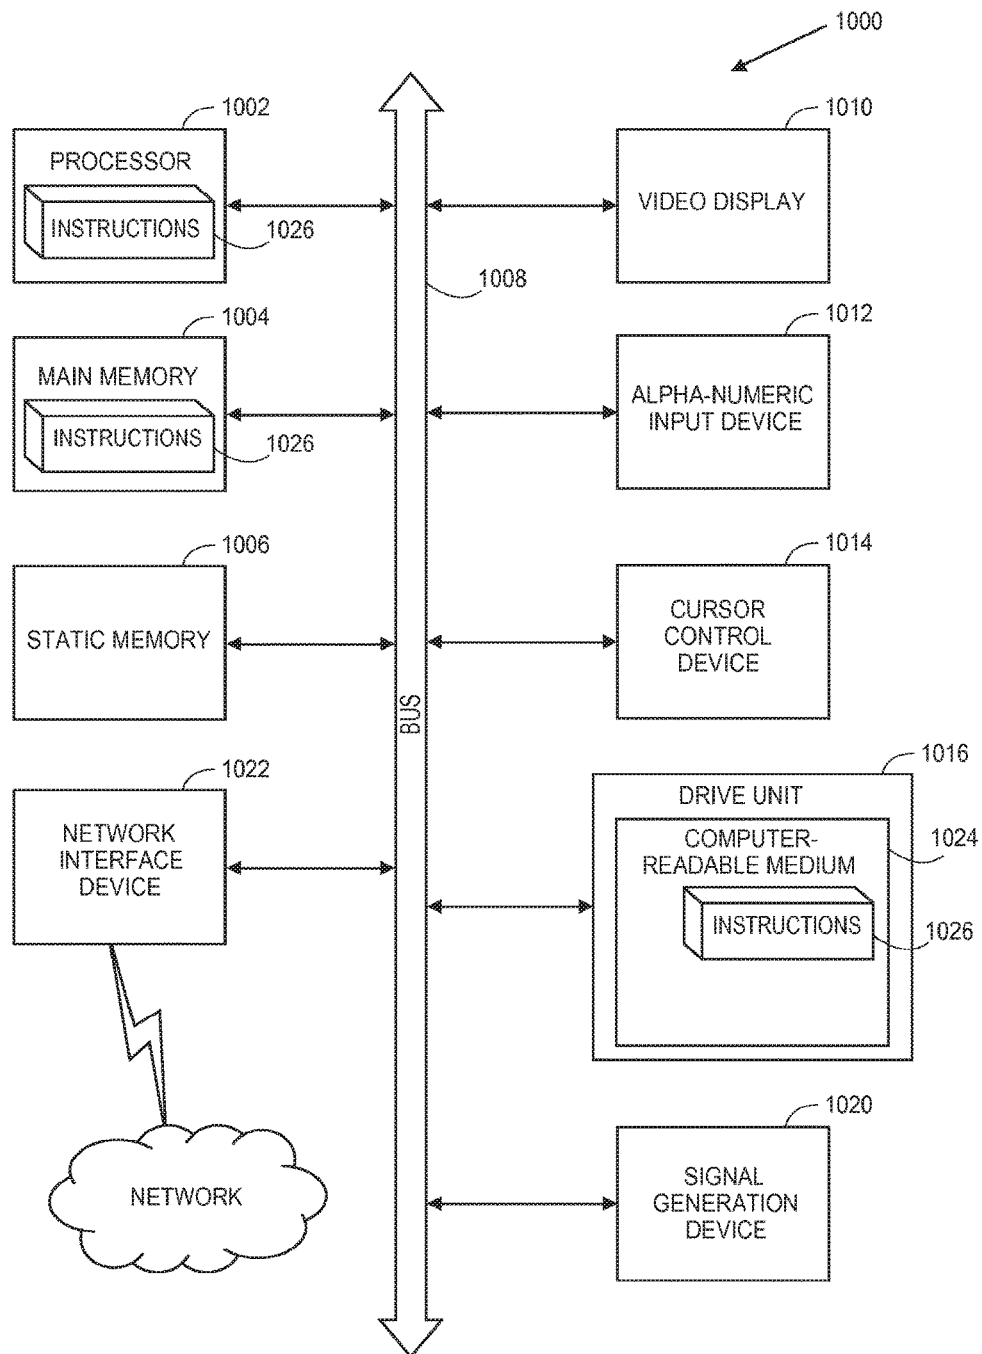 1000
1002
PROCESSOR
INSTRUCTIONS
1026
1004
MAIN MEMORY
INSTRUCTIONS
1026
1006
STATIC MEMORY
1022
NETWORK
INTERFACE
DEVICE
NETWORK
1008
BUS
1010
VIDEO DISPLAY
1012
ALPHA-NUMERIC
INPUT DEVICE
1014
CURSOR
CONTROL
DEVICE
1016
DRIVE UNIT
COMPUTER-
READABLE MEDIUM
1024
INSTRUCTIONS
1026
1020
SIGNAL
GENERATION
DEVICE